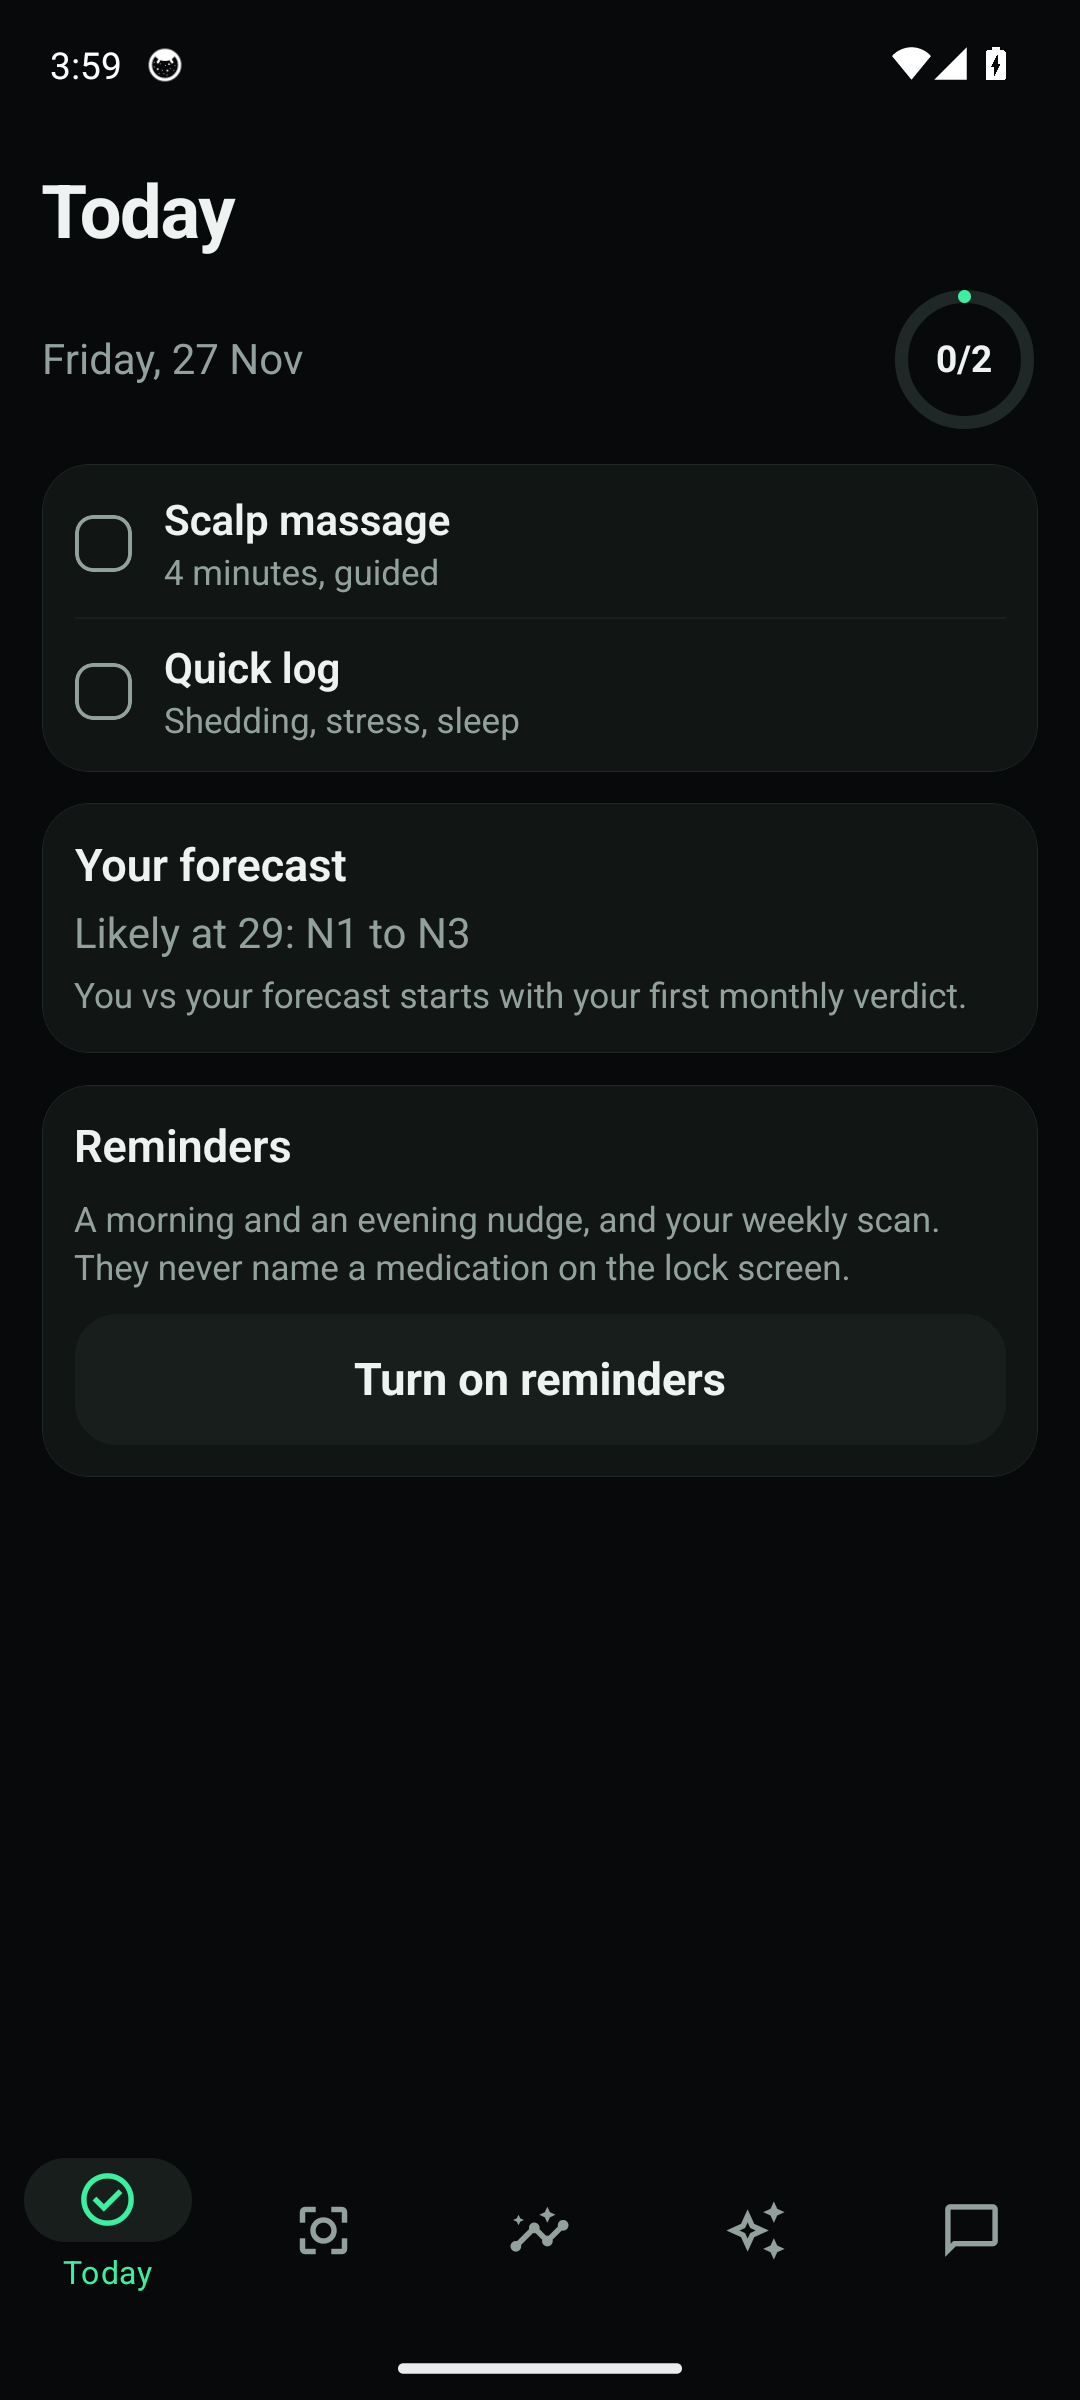 3:59
Today
Friday, 27 Nov
0/2
Scalp massage
4 minutes, guided
Quick log
Shedding, stress, sleep
Your forecast
Likely at 29: N1 to N3
You vs your forecast starts with your first monthly verdict.
Reminders
A morning and an evening nudge, and your weekly scan.
They never name a medication on the lock screen.
Turn on reminders
Today